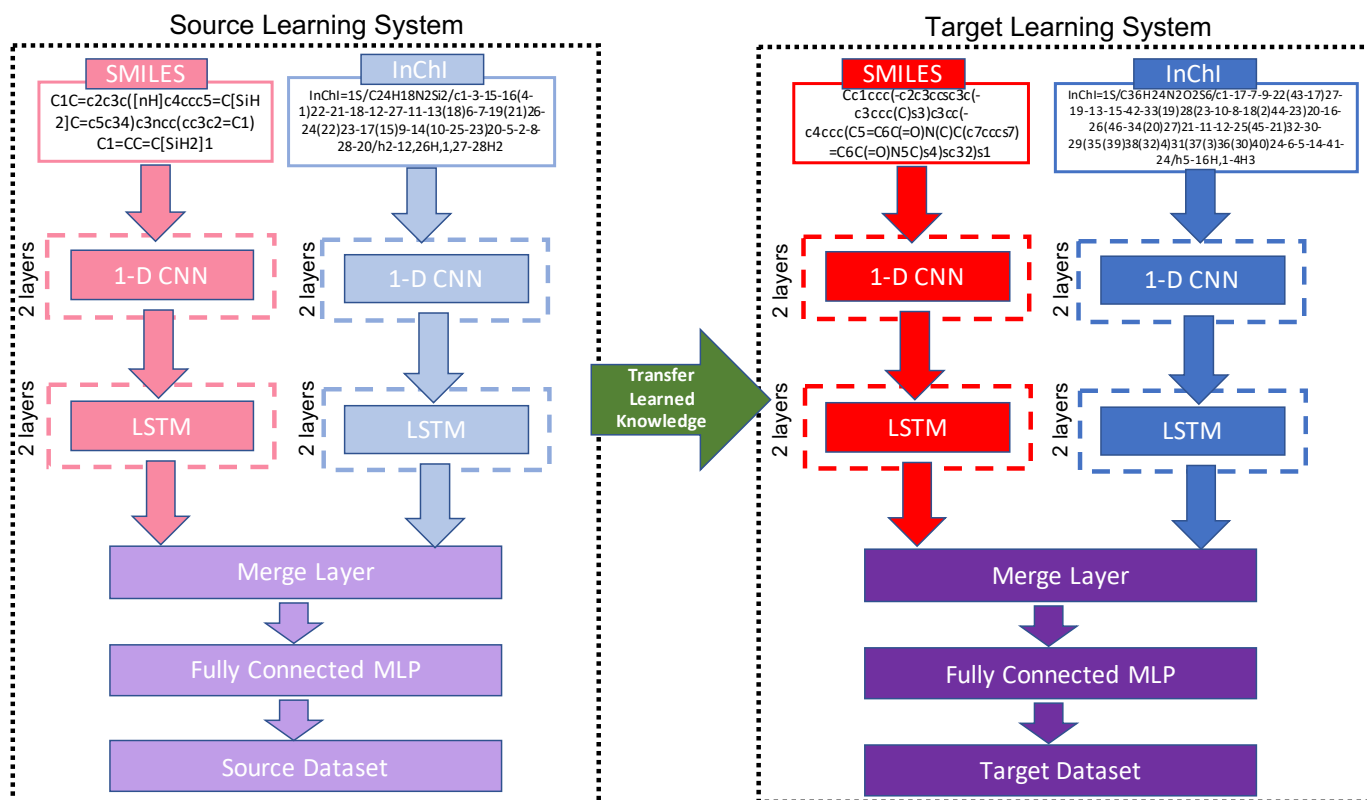 Source Learning System
SMILES
C1C=c2c3c([nH]c4ccc5=C[SiH
2]C=c5c34)c3ncc(cc3c2=C1)
C1=CC=C[SiH2]1
InChI
InChI=1S/C24H18N2Si2/c1-3-15-16(4-
1)22-21-18-12-27-11-13(18)6-7-19(21)26-
24(22)23-17(15)9-14(10-25-23)20-5-2-8-
28-20/h2-12,26H,1,27-28H2
2 layers
1-D CNN
2 layers
1-D CNN
2 layers
LSTM
2 layers
LSTM
Merge Layer
Fully Connected MLP
Source Dataset
Transfer
Learned
Knowledge
Target Learning System
SMILES
Cc1ccc(-c2c3ccsc3c(-
c3ccc(C)s3)c3cc(-
c4ccc(C5=C6C(=O)N(C)C(c7cccs7)
=C6C(=O)N5C)s4)sc32)s1
InChI
InChI=1S/C36H24N2O2S6/c1-17-7-9-22(43-17)27-
19-13-15-42-33(19)28(23-10-8-18(2)44-23)20-16-
26(46-34(20)27)21-11-12-25(45-21)32-30-
29(35(39)38(32)4)31(37(3)36(30)40)24-6-5-14-41-
24/h5-16H,1-4H3
2 layers
1-D CNN
2 layers
1-D CNN
2 layers
LSTM
2 layers
LSTM
Merge Layer
Fully Connected MLP
Target Dataset